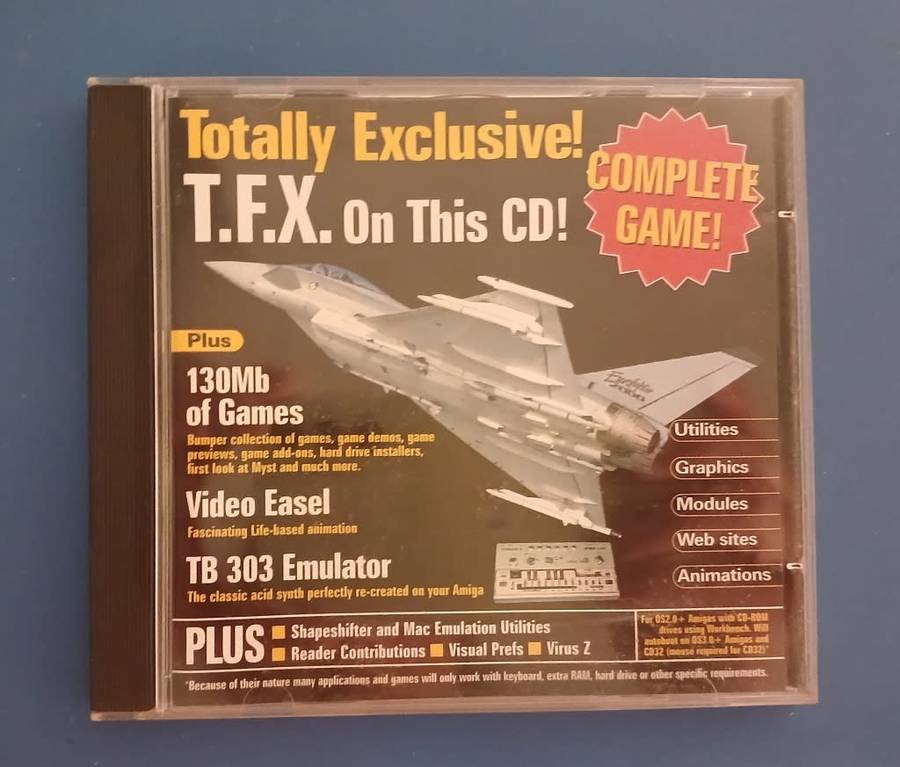 Totally Exclusive!
T.F.X. On This CD!
COMPLETE
GAME!
Plus
130Mb
of Games
Bumper collection of games, game demos, game
previews, game add-ons, hard drive installers,
first look at Myst and much more.
Video Easel
Fascinating Life-based animation
TB 303 Emulator
The classic acid synth perfectly re-created on your Amiga
Eurofighter
2000
Utilities
Graphics
Modules
Web sites
Animations
PLUS
Shapeshifter and Mac Emulation Utilities
Reader Contributions
Visual Prefs
Virus Z
For OS2.0+ Amigas with CD-ROM
drives using Workbench. Will
autoboot on OS3.0+ Amigas and
CD32 (mouse required for CD32)*
*Because of their nature many applications and games will only work with keyboard, extra RAM, hard drive or other specific requirements.